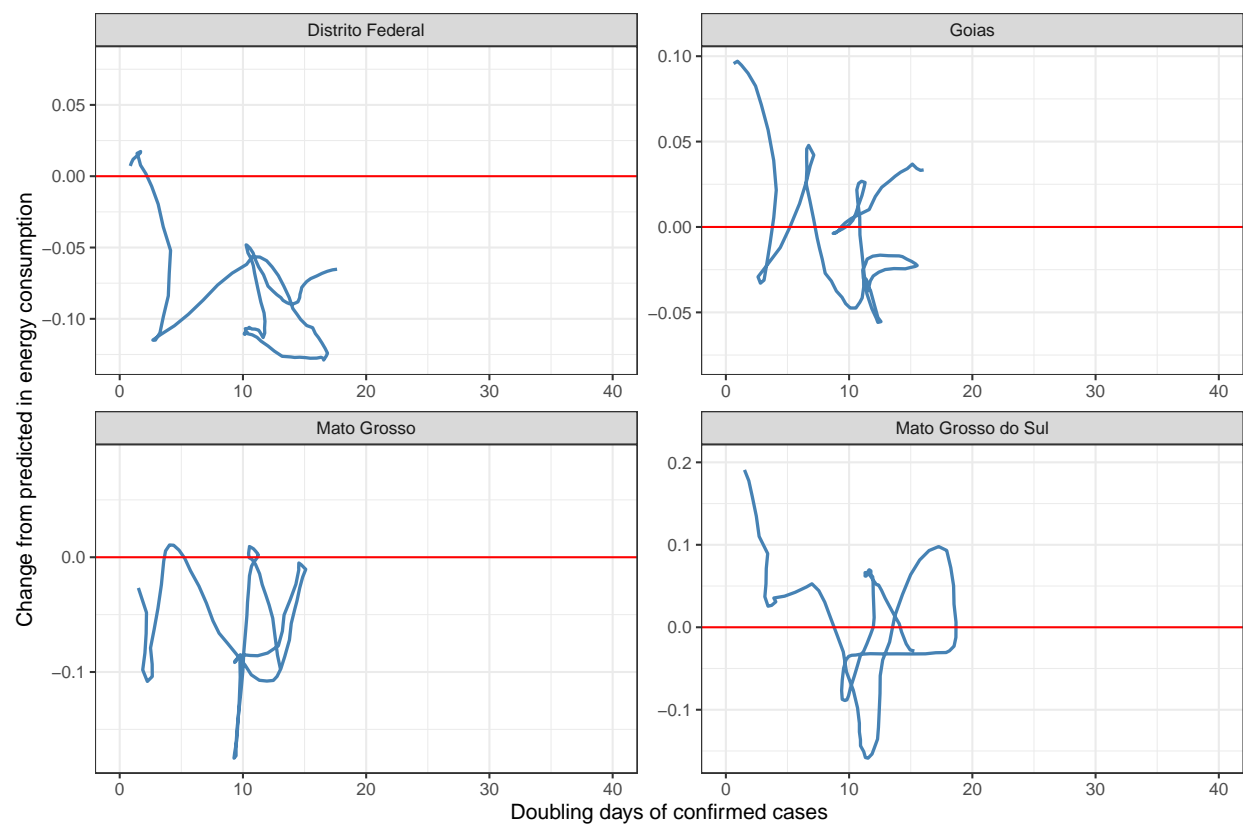 Distrito Federal
Goias
0.05
0.00
−0.05
−0.10
0.10
0.05
0.00
−0.05
0 10 20 30 40
0 10 20 30 40
Mato Grosso
Mato Grosso do Sul
0.0
−0.1
0.2
0.1
0.0
−0.1
0 10 20 30 40
0 10 20 30 40
Doubling days of confirmed cases
Change from predicted in energy consumption